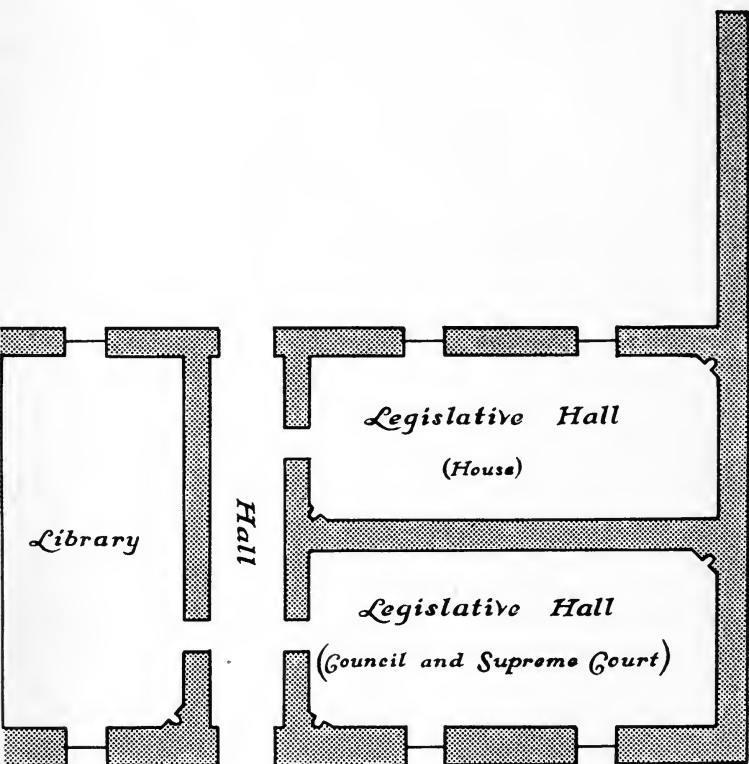 Legislative Hall
(House)
Hall
Library
Legislative Hall
(Council and Supreme Court)